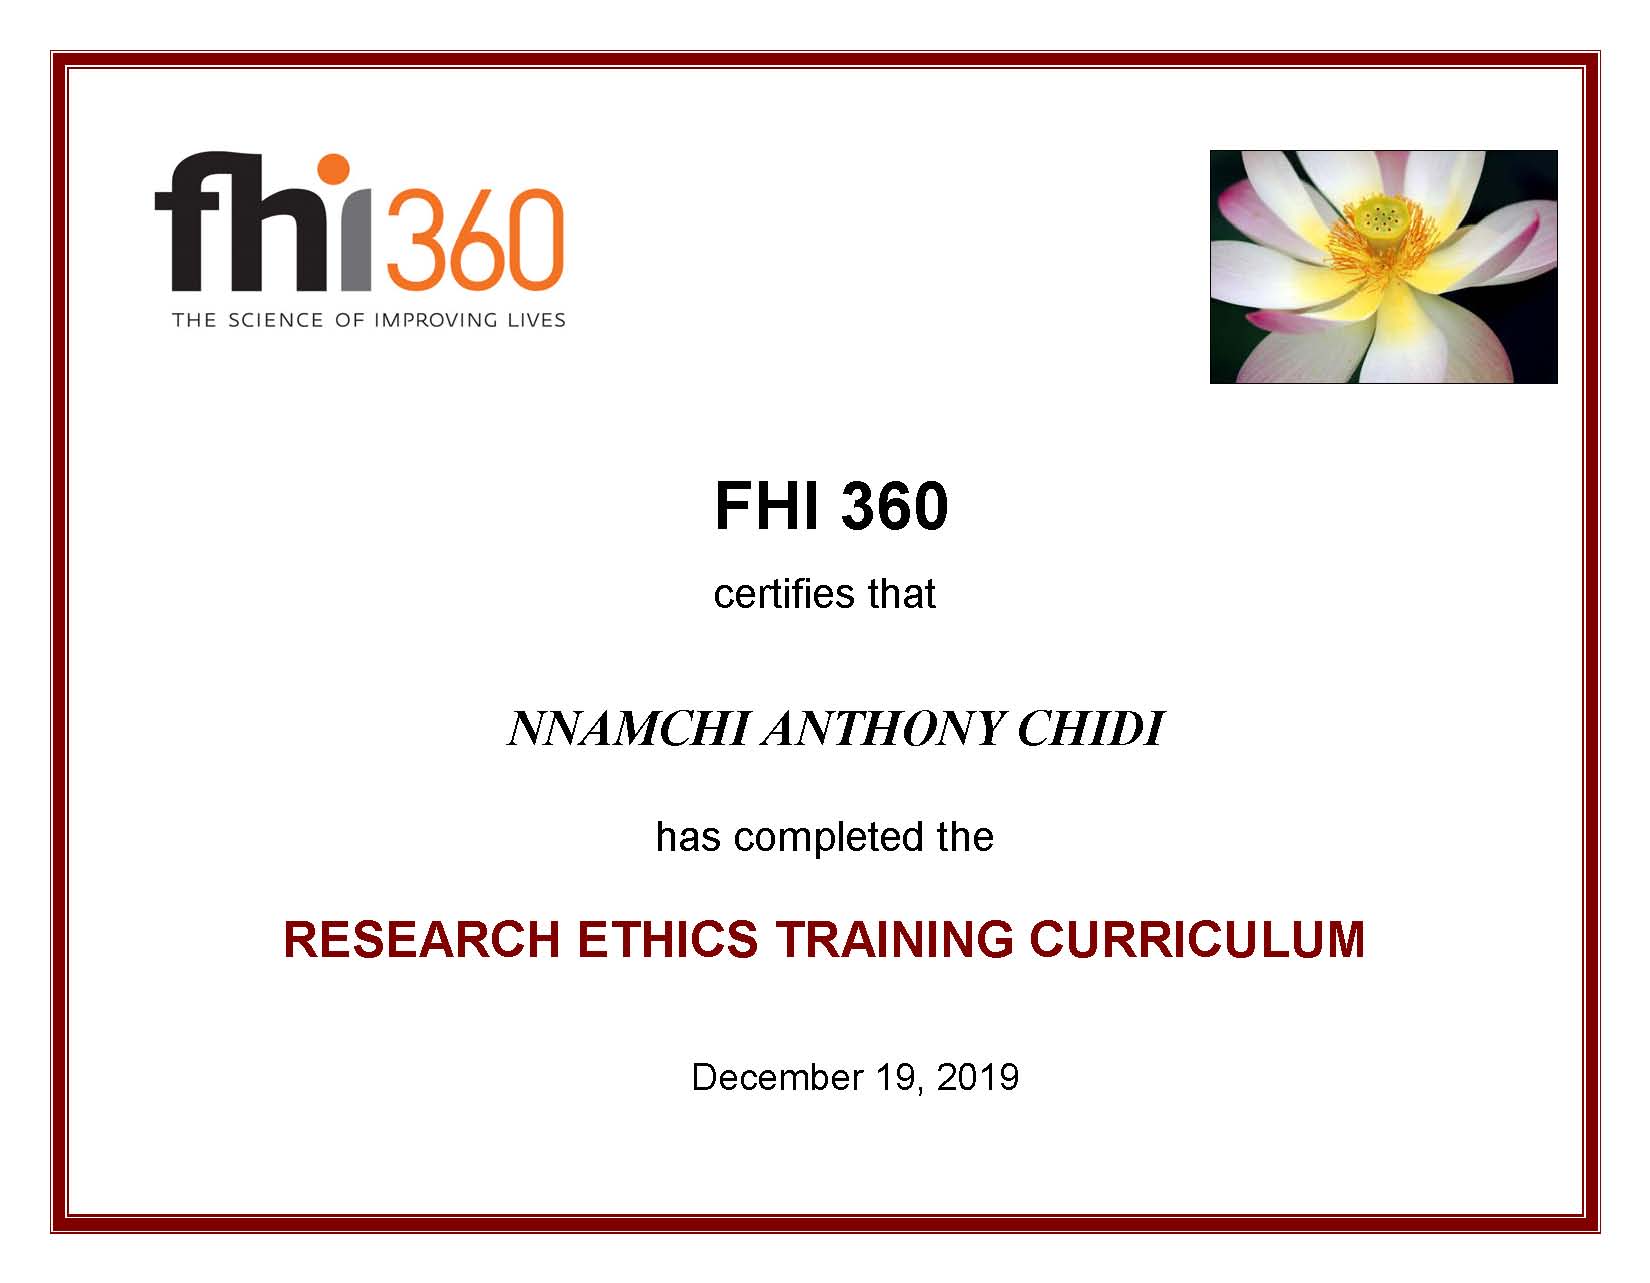 fhi360
THE SCIENCE OF IMPROVING LIVES
FHI 360
certifies that
NNAMCHI ANTHONY CHIDI
has completed the
RESEARCH ETHICS TRAINING CURRICULUM
December 19, 2019